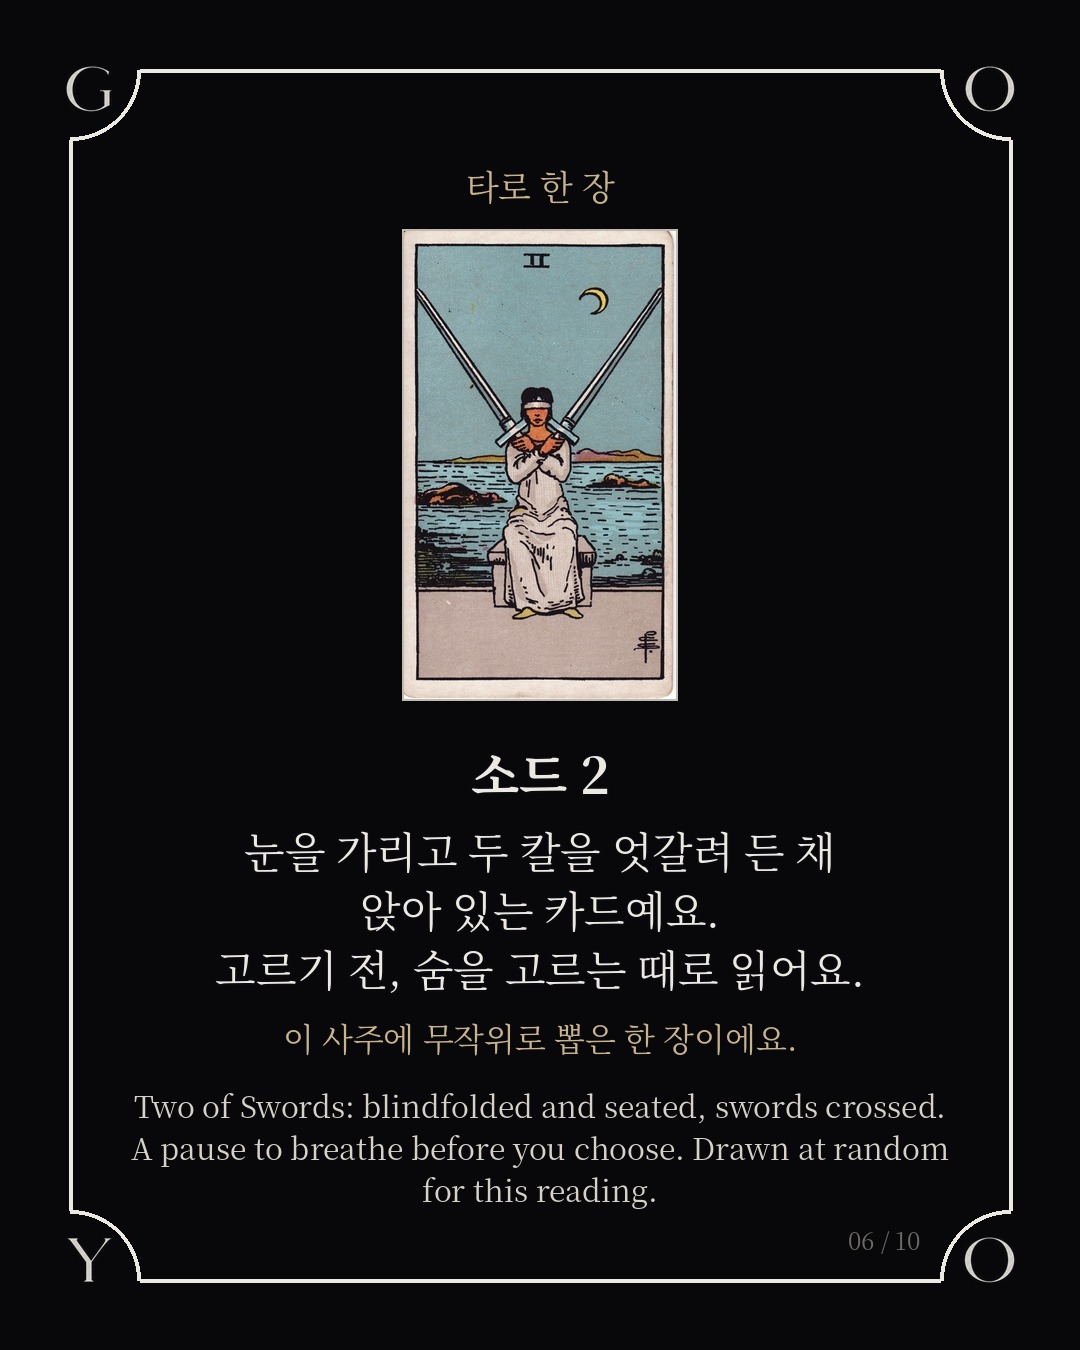 G O
타로 한 장
II
소드 2
눈을 가리고 두 칼을 엇갈려 든 채
앉아 있는 카드예요.
고르기 전, 숨을 고르는 때로 읽어요.
이 사주에 무작위로 뽑은 한 장이에요.
Two of Swords: blindfolded and seated, swords crossed.
A pause to breathe before you choose. Drawn at random
for this reading.
06 / 10
Y O